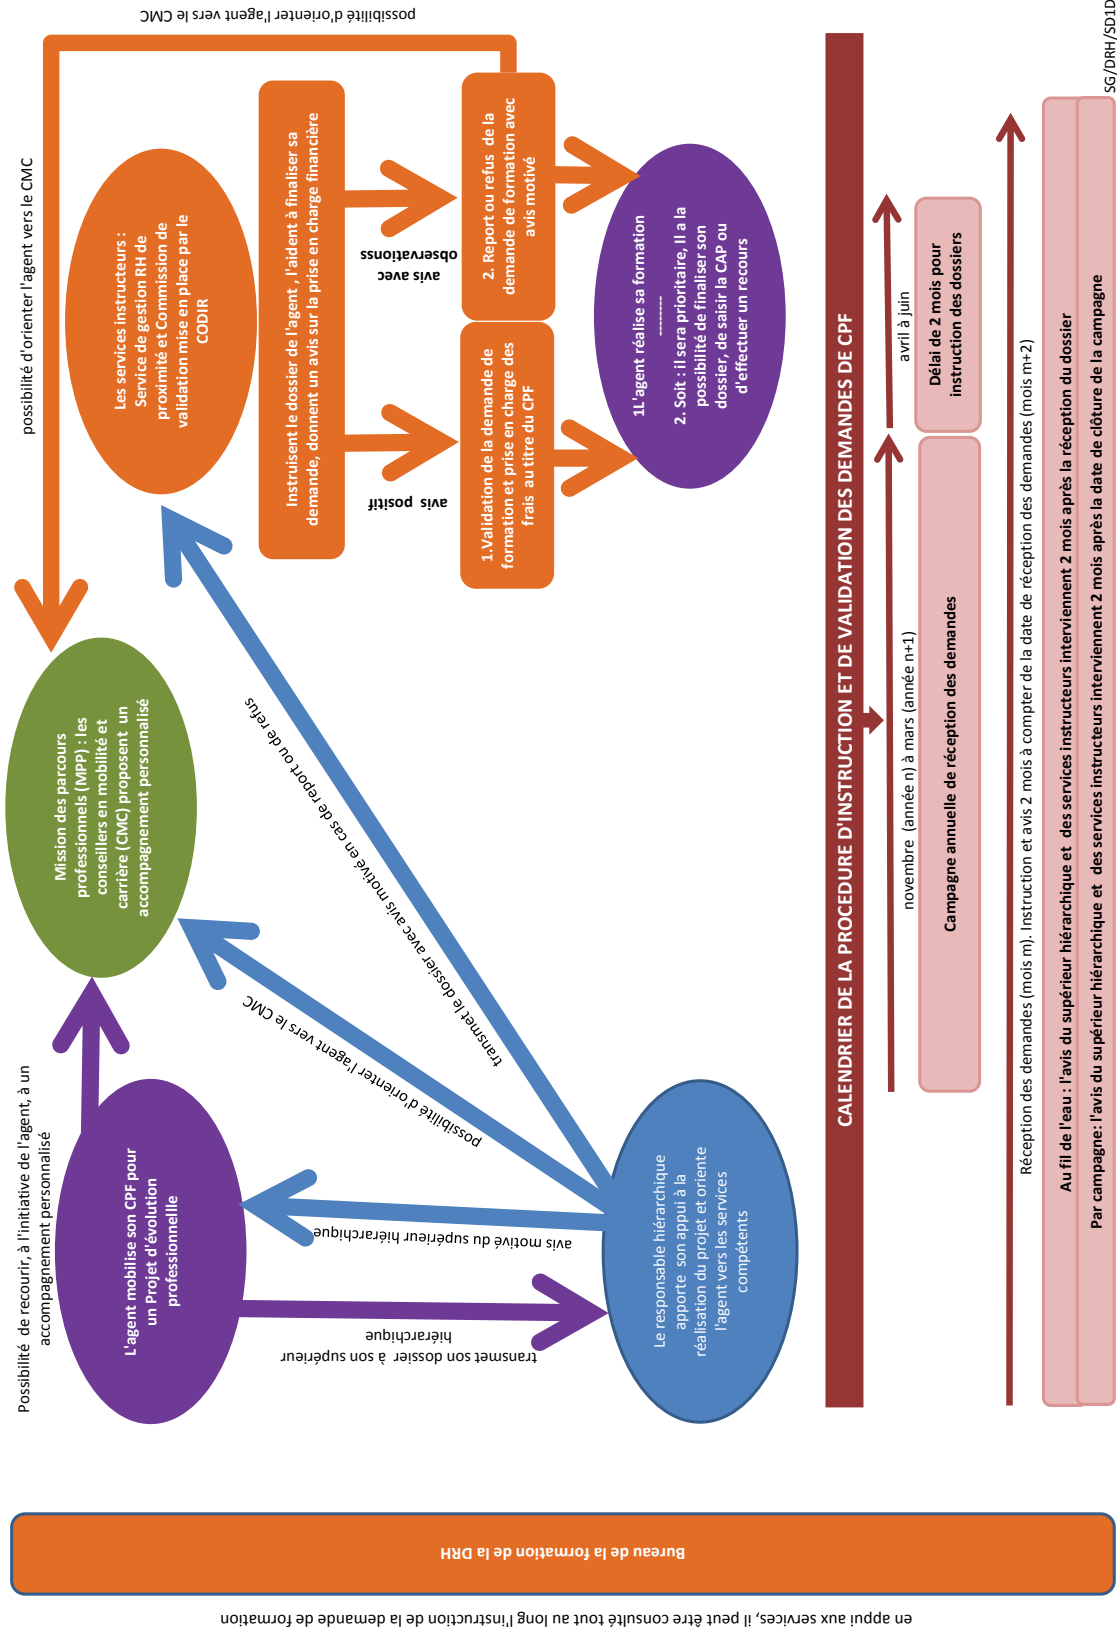 Possibilité  de recourir, à l'initiative de l'agent, à un
accompagnement personnalisé
possibilité d'orienter l'agent vers le CMC
possibilité d'orienter l'agent vers le CMC
L'agent mobilise son CPF pour
un Projet d'évolution
professionnellle
Mission des parcours
professionnels (MPP) : les
conseillers en mobilité et
carrière (CMC) proposent  un
accompagnement personnalisé
Les services instructeurs :
Service de gestion RH de
proximité et Commission de
validation mise en place par le
CODIR
Instruisent le dossier de l'agent , l'aident à finaliser sa
demande, donnent un avis sur la prise en charge financière
avis positif
avis avec
observationss
1.Validation de la demande de
formation et prise en charge des
frais  au titre du CPF
2. Report ou refus  de la
demande de formation avec
avis motivé
1L'agent réalise sa formation
---------
2. Soit : il sera prioritaire, Il a la
possibilité de finaliser son
dossier, de saisir la CAP ou
d'effectuer un recours
transmet son dossier  à son supérieur
hiérarchique
avis motivé du supérieur hiérarchique
possibilité d'orienter l'agent vers le CMC
transmet le dossier avec avis motivé en cas de report ou de refus
Le responsable hiérarchique
apporte  son appui à la
réalisation du projet et oriente
l'agent vers les services
compétents
CALENDRIER DE LA PROCEDURE D'INSTRUCTION ET DE VALIDATION DES DEMANDES DE CPF
novembre (année n) à mars (année n+1)
avril à juin
Campagne annuelle de réception des demandes
Délai de 2 mois pour
instruction des dossiers
Réception des demandes (mois m). Instruction et avis 2 mois à compter de la date de réception des demandes (mois m+2)
Au fil de l'eau : l'avis du supérieur hiérarchique et  des services instructeurs interviennent 2 mois après la réception du dossier
Par campagne: l'avis du supérieur hiérarchique et  des services instructeurs interviennent 2 mois après la date de clôture de la campagne
SG/DRH/SD1D
Bureau de la formation de la DRH
en appui aux services, il peut être consulté tout au long l'instruction de la demande de formation